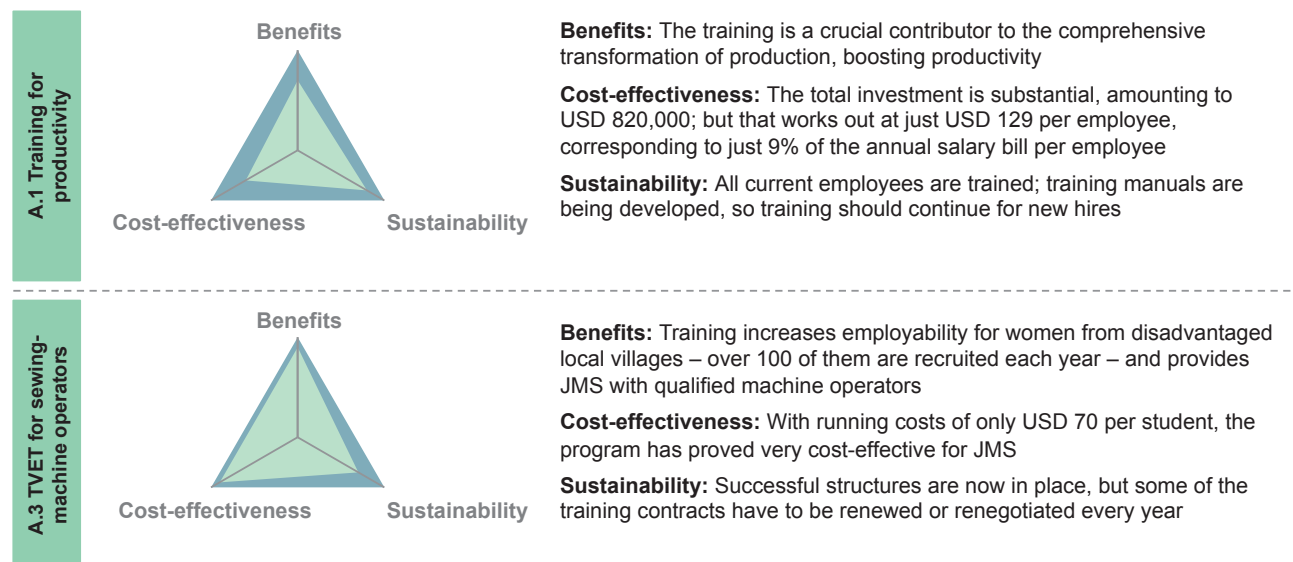 A.1 Training for
productivity
Benefits
Cost-effectiveness
Sustainability
Benefits: The training is a crucial contributor to the comprehensive
transformation of production, boosting productivity
Cost-effectiveness: The total investment is substantial, amounting to
USD 820,000; but that works out at just USD 129 per employee,
corresponding to just 9% of the annual salary bill per employee
Sustainability: All current employees are trained; training manuals are
being developed, so training should continue for new hires
A.3 TVET for sewing-
machine operators
Benefits
Cost-effectiveness
Sustainability
Benefits: Training increases employability for women from disadvantaged
local villages – over 100 of them are recruited each year – and provides
JMS with qualified machine operators
Cost-effectiveness: With running costs of only USD 70 per student, the
program has proved very cost-effective for JMS
Sustainability: Successful structures are now in place, but some of the
training contracts have to be renewed or renegotiated every year